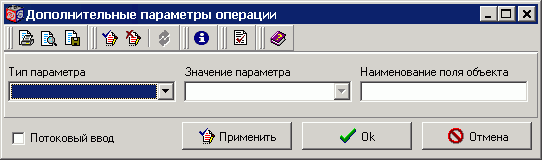 Дополнительные параметры операции
Тип параметра Значение параметра Наименование поля объекта
Потоковый ввод Применить Ok Отмена